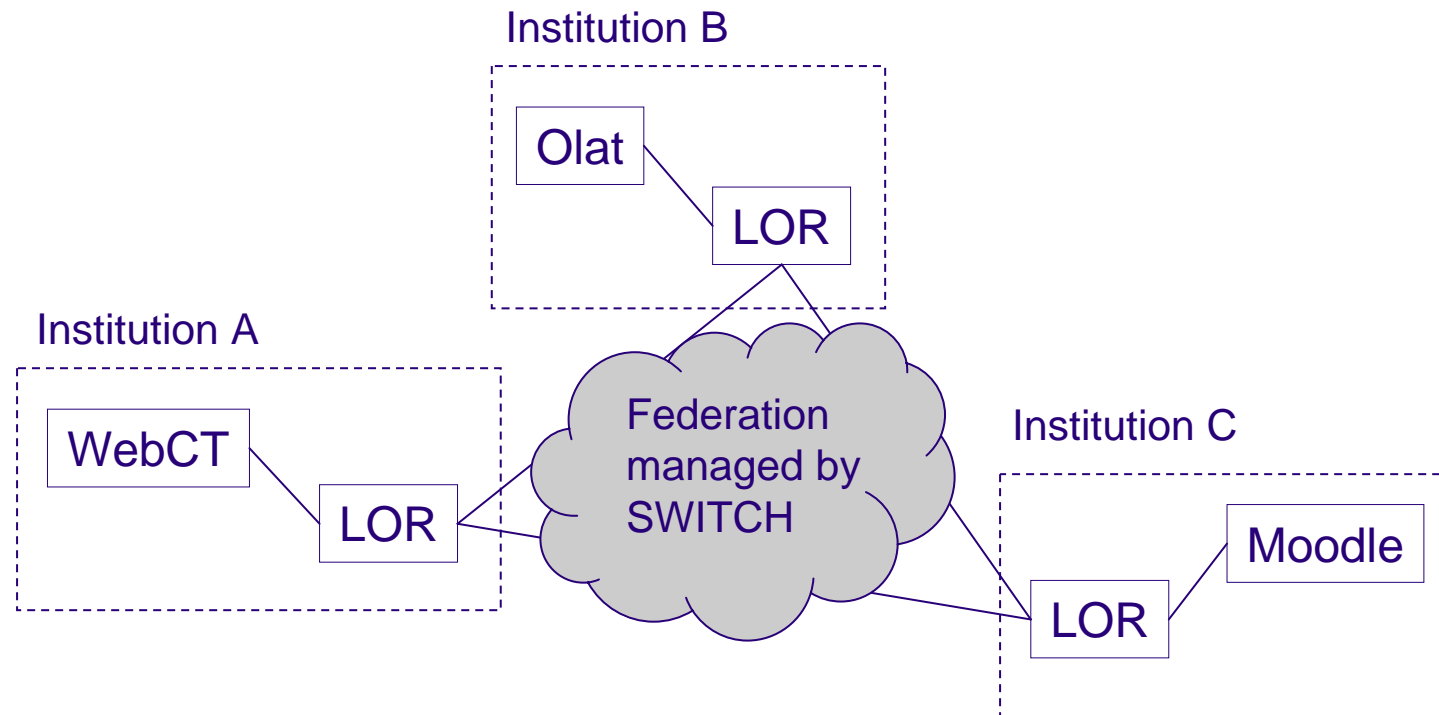 Institution B
Olat
LOR
Institution A
WebCT
LOR
Federation
managed by
SWITCH
Institution C
Moodle
LOR